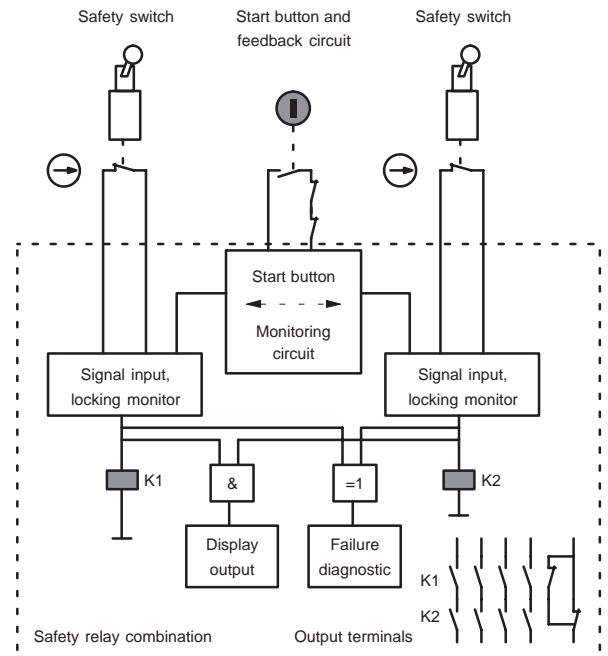 Safety switch
Start button and
feedback circuit
Safety switch
Start button
Monitoring
circuit
Signal input,
locking monitor
Signal input,
locking monitor
K1
&
=1
K2
Display
output
Failure
diagnostic
K1
K2
Safety relay combination
Output terminals